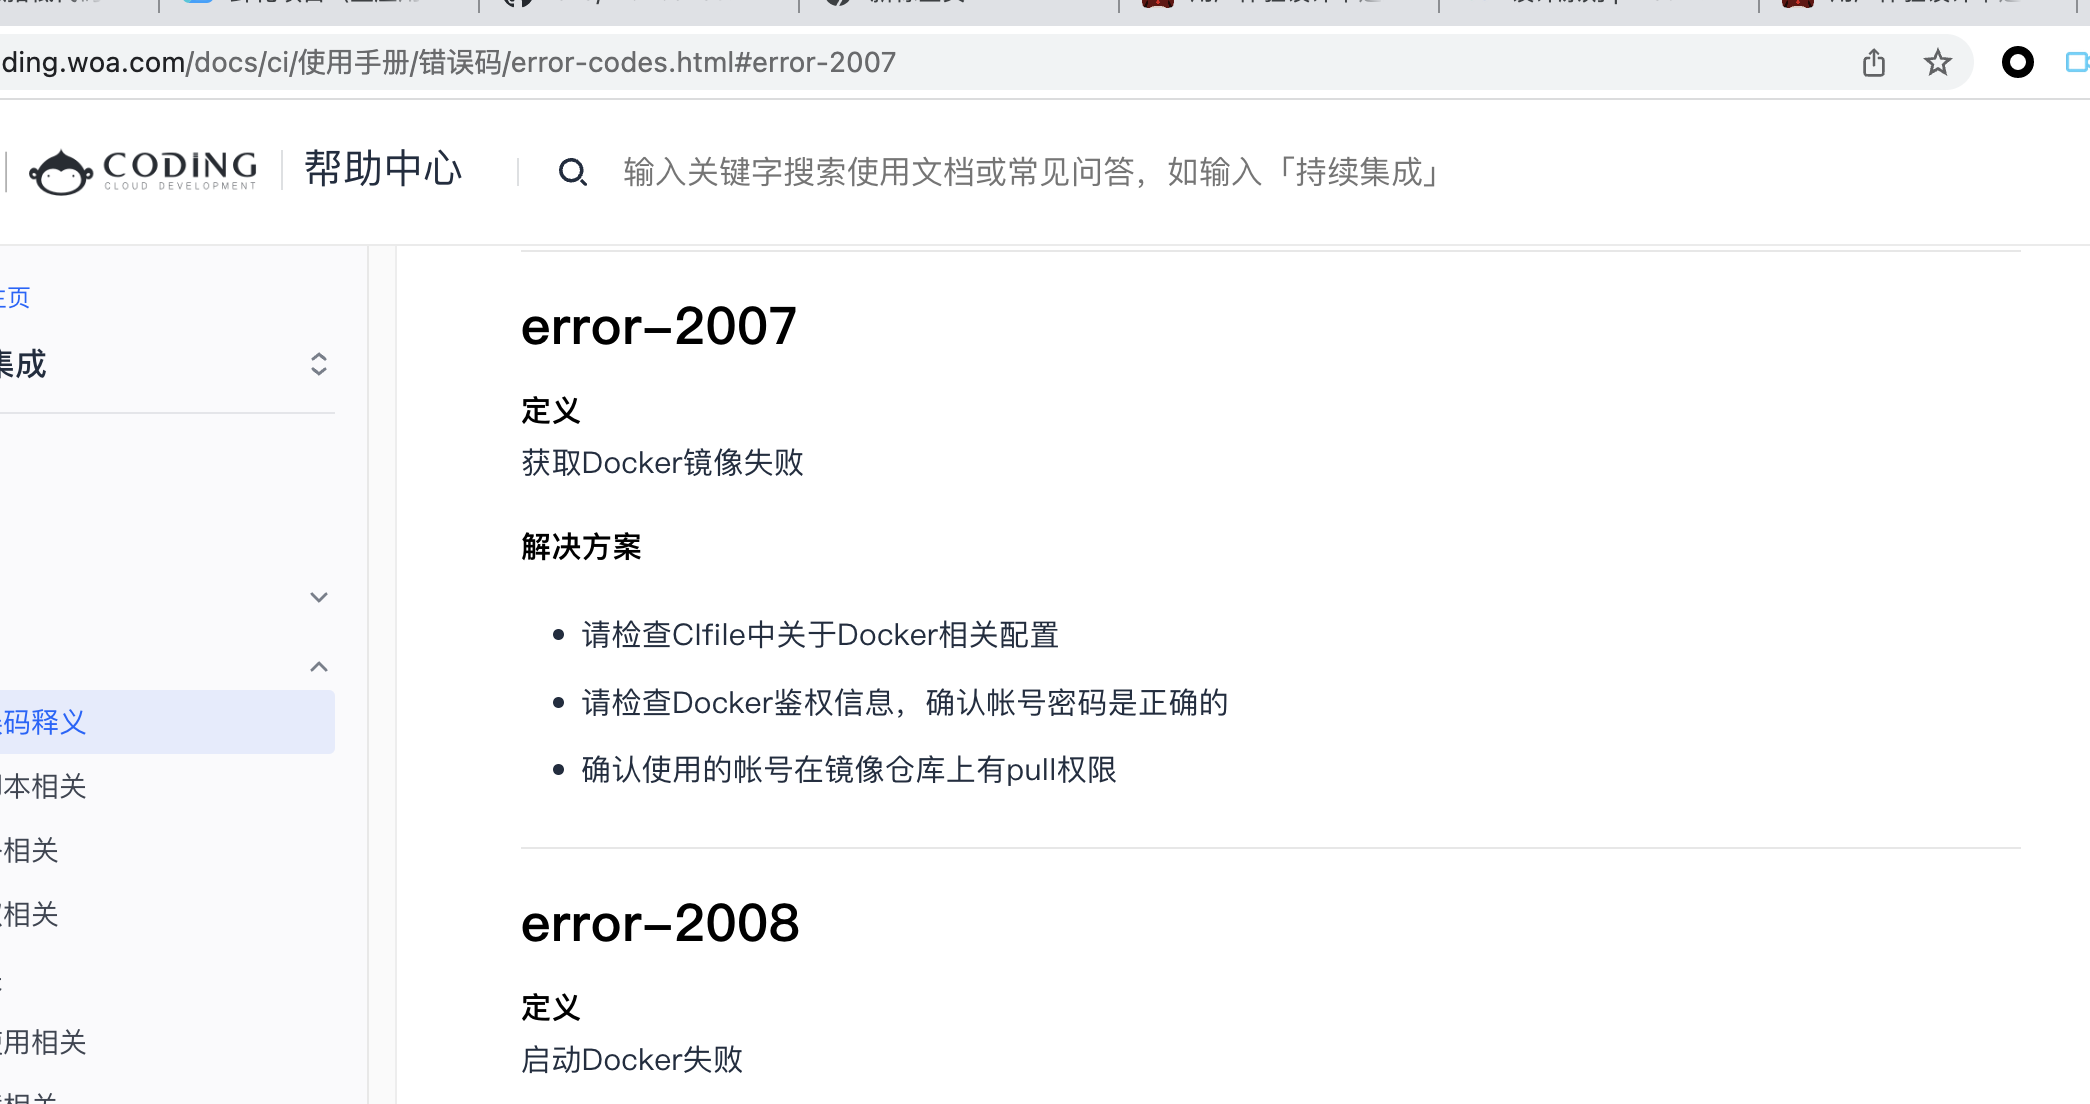 ding.woa.com/docs/ci/使用手册/错误码/error-codes.html#error-2007
CODING
CLOUD DEVELOPMENT
帮助中心
输入关键字搜索使用文档或常见问答，如输入「持续集成」
主页
集成
码释义
本相关
相关
相关
用相关
相关
error-2007
定义
获取Docker镜像失败
解决方案
• 请检查CIfile中关于Docker相关配置
• 请检查Docker鉴权信息，确认帐号密码是正确的
• 确认使用的帐号在镜像仓库上有pull权限
error-2008
定义
启动Docker失败